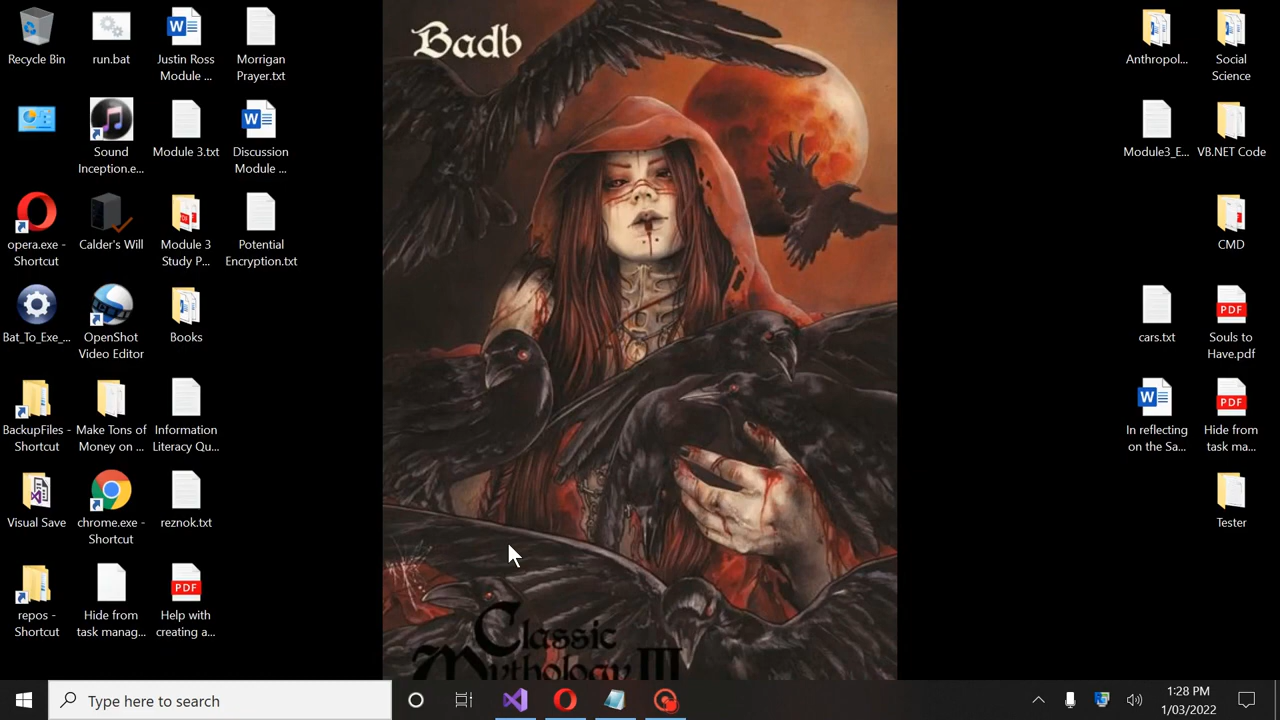 Recycle Bin
run.bat
Justin Ross
Module ...
Morrigan
Prayer.txt
Sound
Inception.e...
Module 3.txt
Discussion
Module ...
opera.exe -
Shortcut
Calder's Will
Module 3
Study P...
Potential
Encryption.txt
Bat_To_Exe_...
OpenShot
Video Editor
Books
BackupFiles -
Shortcut
Make Tons of
Money on ...
Information
Literacy Qu...
Visual Save
chrome.exe -
Shortcut
reznok.txt
repos -
Shortcut
Hide from
task manag...
PDF
Help with
creating a...
Badb
Classic
Mythology III
Anthropol...
Social
Science
Module3_E...
VB.NET Code
CMD
cars.txt
PDF
Souls to
Have.pdf
In reflecting
on the Sa...
PDF
Hide from
task ma...
Tester
Type here to search
1:28 PM
1/03/2022